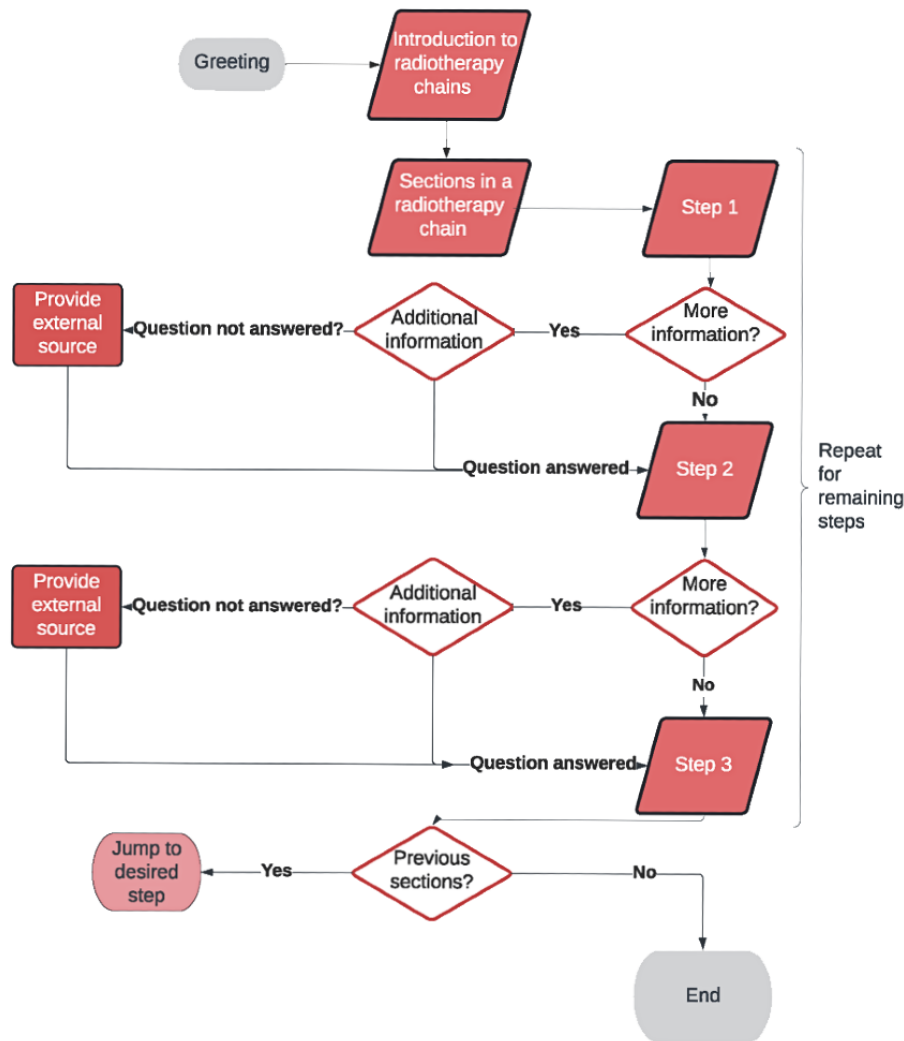 Greeting
Introduction to
radiotherapy
chains
Sections in a
radiotherapy
chain
Step 1
Provide
external
source
Question not answered?
Additional
information
Yes
More
information?
No
Question answered
Step 2
Repeat
for
remaining
steps
Provide
external
source
Question not answered?
Additional
information
Yes
More
information?
No
Question answered
Step 3
Jump to
desired
step
Yes
Previous
sections?
No
End